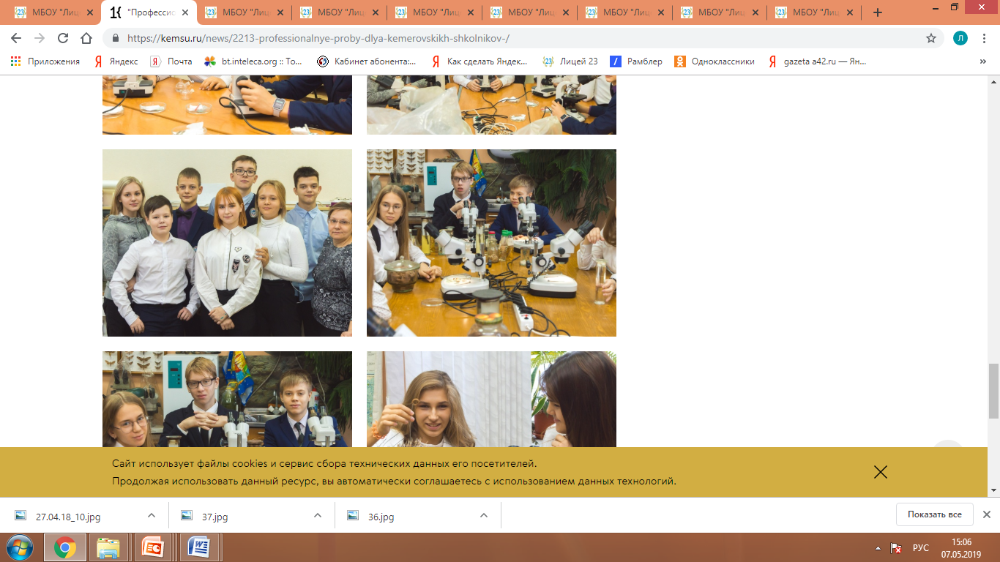 МБОУ "Лиц
"Професси
МБОУ "Лиц
МБОУ "Лиц
МБОУ "Лиц
МБОУ "Лиц
МБОУ "Лиц
МБОУ "Лиц
МБОУ "Лиц
https://kemsu.ru/news/2213-professionalnye-proby-dlya-kemerovskikh-shkolnikov-/
Л
Приложения
Яндекс
Почта
bt.inteleca.org :: То...
Кабинет абонента:...
Как сделать Яндек...
Лицей 23
Рамблер
Одноклассники
gazeta a42.ru — Ян...
Сайт использует файлы cookies и сервис сбора технических данных его посетителей.
Продолжая использовать данный ресурс, вы автоматически соглашаетесь с использованием данных технологий.
27.04.18_10.jpg
37.jpg
36.jpg
Показать все
РУС
15:06
07.05.2019